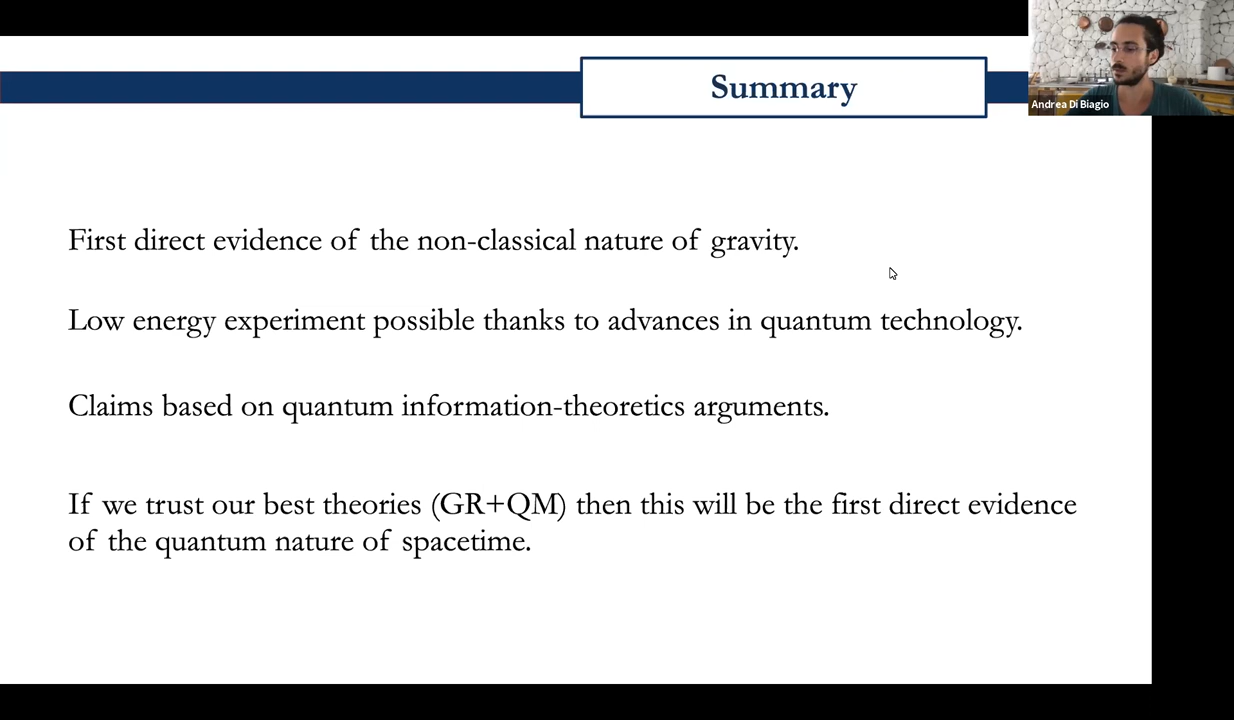 Summary
Andrea Di Biagio
First direct evidence of the non-classical nature of gravity.
Low energy experiment possible thanks to advances in quantum technology.
Claims based on quantum information-theoretics arguments.
If we trust our best theories (GR+QM) then this will be the first direct evidence
of the quantum nature of spacetime.